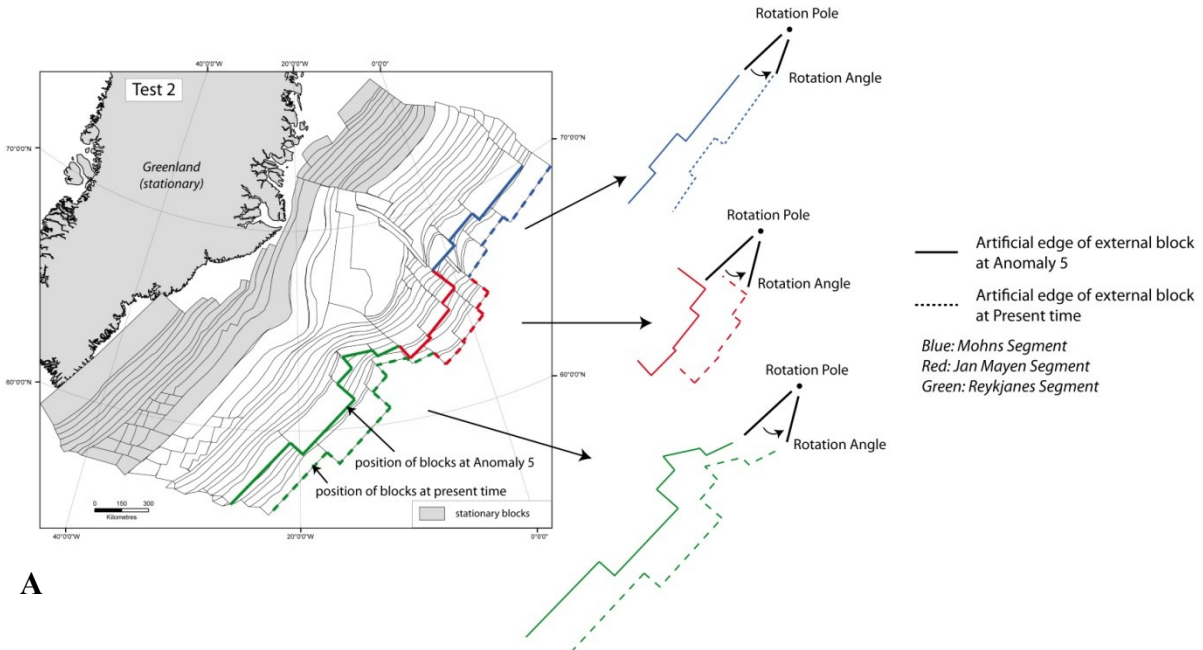 Test 2
40°0'0"W
20°0'0"W
0°0'0"
70°0'0"N
70°0'0"N
Greenland
(stationary)
60°0'0"N
60°0'0"N
position of blocks at Anomaly 5
position of blocks at present time
0 150 300
Kilometres
stationary blocks
40°0'0"W
20°0'0"W
0°0'0"
A
Rotation Pole
Rotation Angle
Rotation Pole
Rotation Angle
Rotation Pole
Rotation Angle
Artificial edge of external block
at Anomaly 5
Artificial edge of external block
at Present time
Blue: Mohns Segment
Red: Jan Mayen Segment
Green: Reykjanes Segment